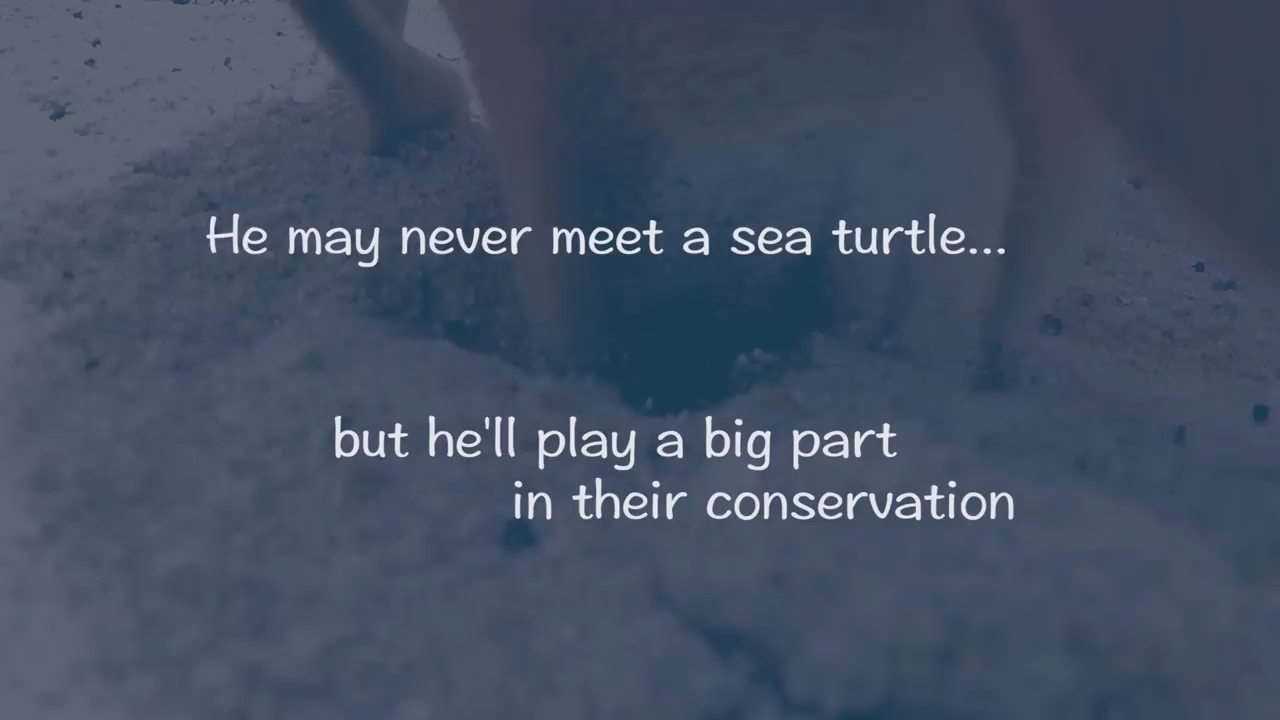 He may never meet a sea turtle...
but he'll play a big part
in their conservation